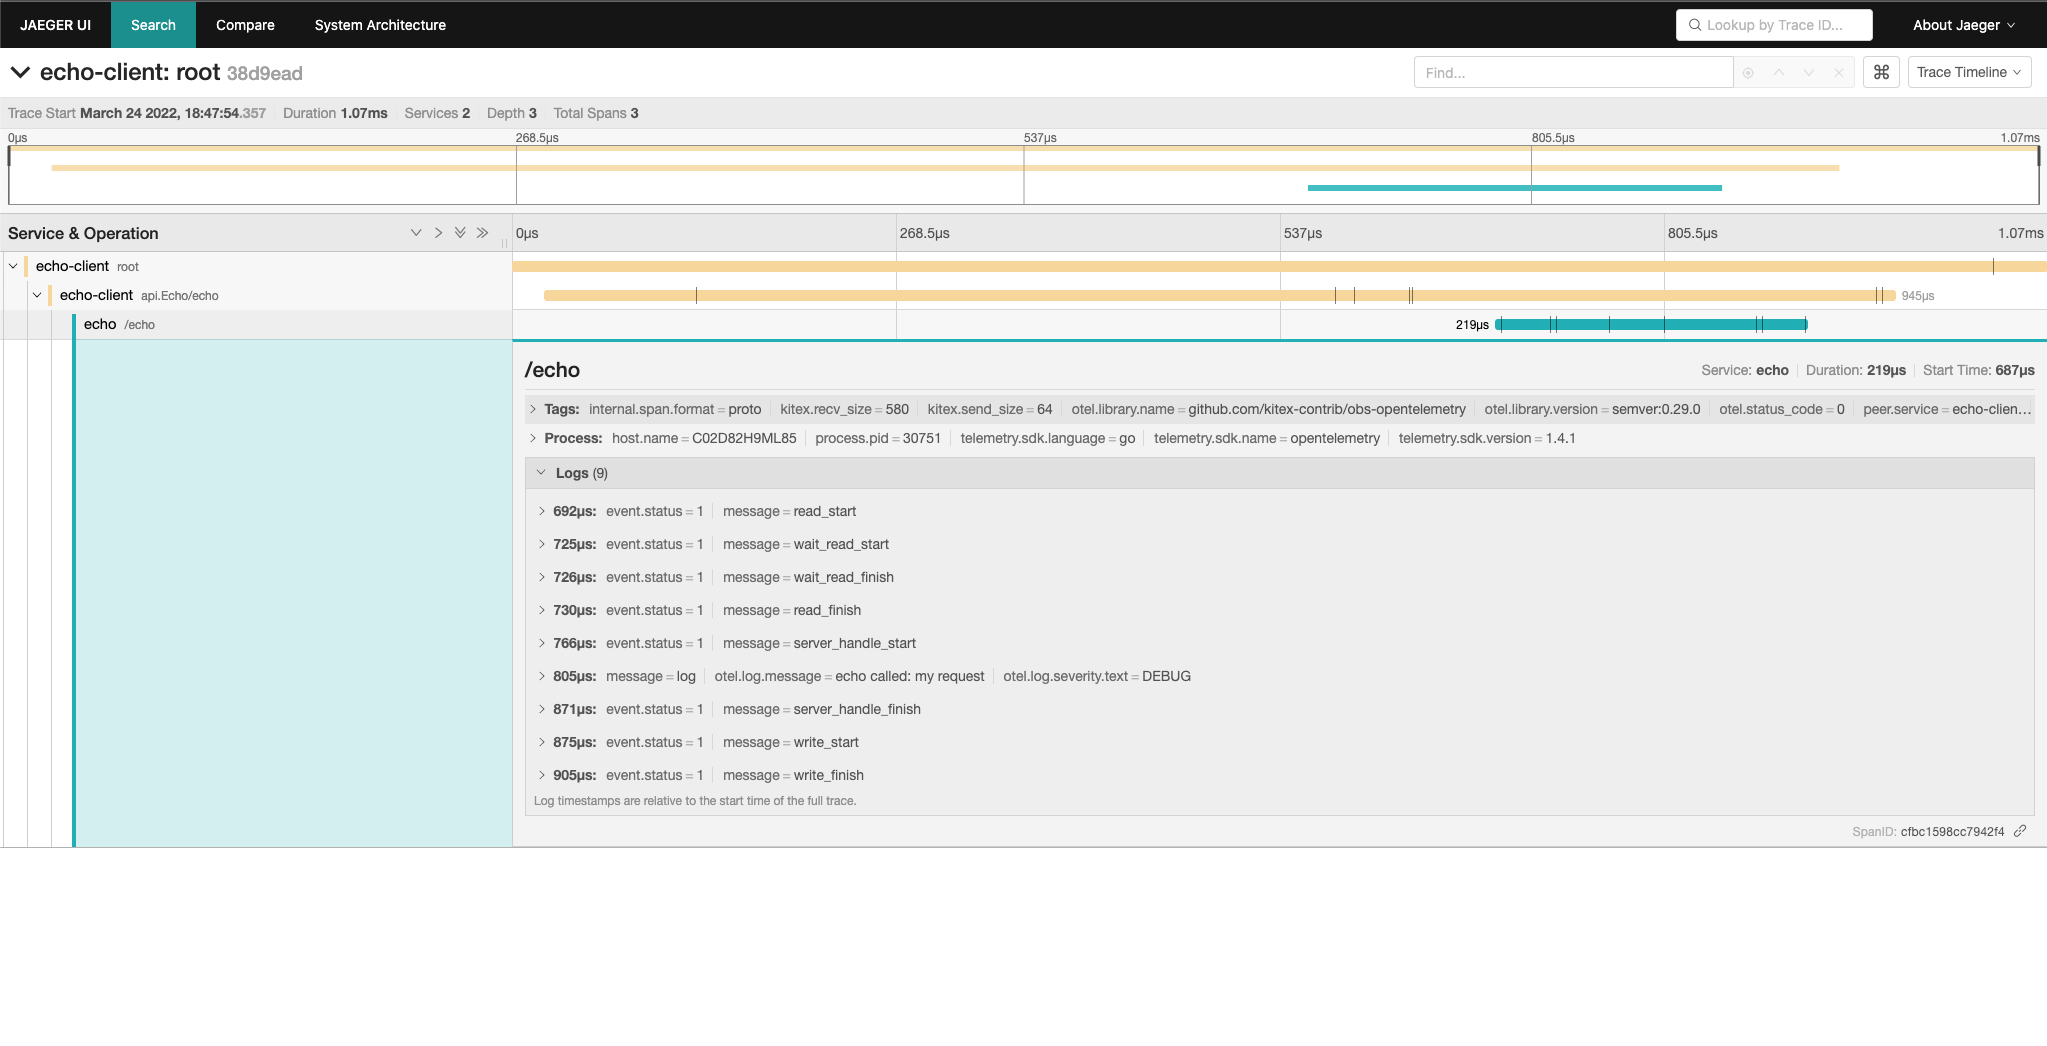 JAEGER UI Search Compare System Architecture Lookup by Trace ID... About Jaeger
echo-client: root 38d9ead Find... ⌘ Trace Timeline
Trace Start March 24 2022, 18:47:54.357 Duration 1.07ms Services 2 Depth 3 Total Spans 3
0μs 268.5μs 537μs 805.5μs 1.07ms
Service & Operation 0μs 268.5μs 537μs 805.5μs 1.07ms
echo-client root
echo-client api.Echo/echo 945μs
echo /echo 219μs
/echo Service: echo Duration: 219μs Start Time: 687μs
Tags: internal.span.format = proto kitex.recv_size = 580 kitex.send_size = 64 otel.library.name = github.com/kitex-contrib/obs-opentelemetry otel.library.version = semver:0.29.0 otel.status_code = 0 peer.service = echo-clien...
Process: host.name = C02D82H9ML85 process.pid = 30751 telemetry.sdk.language = go telemetry.sdk.name = opentelemetry telemetry.sdk.version = 1.4.1
Logs (9)
692μs: event.status = 1 message = read_start
725μs: event.status = 1 message = wait_read_start
726μs: event.status = 1 message = wait_read_finish
730μs: event.status = 1 message = read_finish
766μs: event.status = 1 message = server_handle_start
805μs: message = log otel.log.message = echo called: my request otel.log.severity.text = DEBUG
871μs: event.status = 1 message = server_handle_finish
875μs: event.status = 1 message = write_start
905μs: event.status = 1 message = write_finish
Log timestamps are relative to the start time of the full trace.
SpanID: cfbc1598cc7942f4